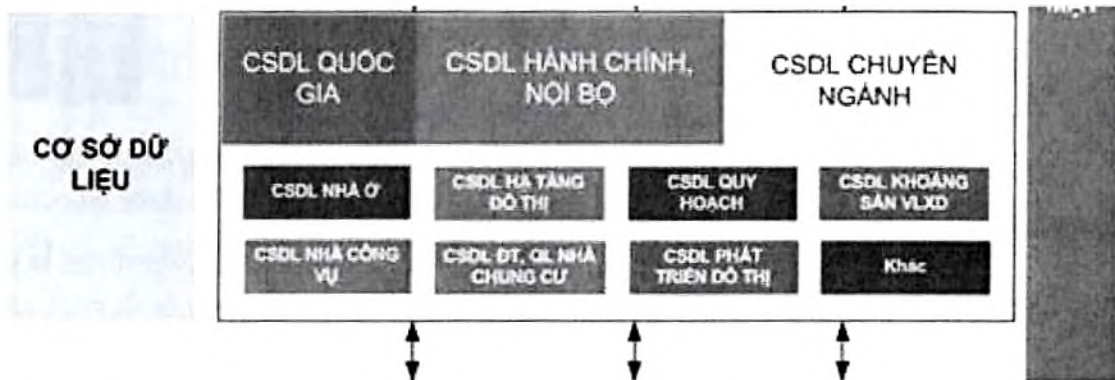 CSDL QUỐC
GIA
CSDL HÀNH CHÍNH,
NỘI BỘ
CSDL CHUYÊN
NGÀNH
CƠ SỞ DỮ
LIỆU
CSDL NHÀ Ở
CSDL HẠ TẦNG
ĐÔ THỊ
CSDL QUY
HOẠCH
CSDL KHOÁNG
SẢN VLXD
CSDL NHÀ CÔNG
VỤ
CSDL ĐT, QL NHÀ
CHUNG CƯ
CSDL PHÁT
TRIỂN ĐÔ THỊ
Khác